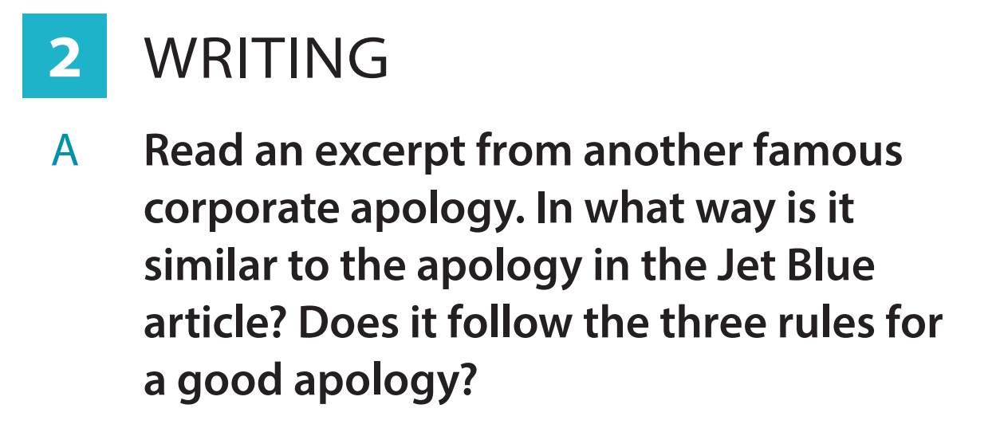 2 WRITING
A Read an excerpt from another famous
corporate apology. In what way is it
similar to the apology in the Jet Blue
article? Does it follow the three rules for
a good apology?